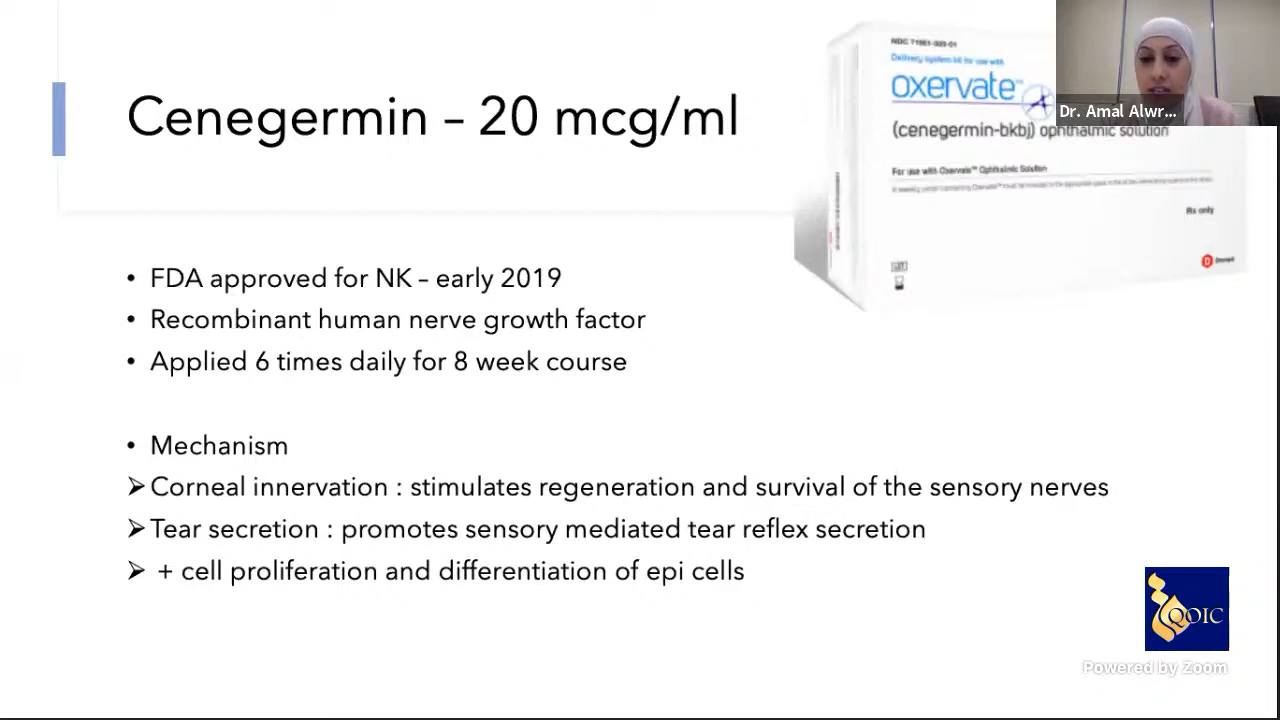 Cenegermin – 20 mcg/ml
NDC 71981-020-01
Delivery system kit for use with
oxervate™
(cenegermin-bkbj) ophthalmic solution
For use with Oxervate™ Ophthalmic Solution
Rx only
Dompé
Dr. Amal Alwr...
• FDA approved for NK – early 2019
• Recombinant human nerve growth factor
• Applied 6 times daily for 8 week course
• Mechanism
➢ Corneal innervation : stimulates regeneration and survival of the sensory nerves
➢ Tear secretion : promotes sensory mediated tear reflex secretion
➢ + cell proliferation and differentiation of epi cells
QOIC
Powered by Zoom